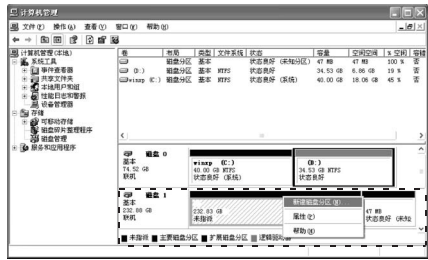 计算机管理
文件(F) 操作(A) 查看(V) 窗口(W) 帮助(H)
计算机管理(本地)
系统工具
事件查看器
共享文件夹
本地用户和组
性能日志和警报
设备管理器
存储
可移动存储
磁盘碎片整理程序
磁盘管理
服务和应用程序
卷 布局 类型 文件系统 状态 容量 空闲空间 % 空闲 容错
磁盘分区 基本 状态良好 (未知分区) 47 MB 47 MB 100 % 否
(D:) 磁盘分区 基本 NTFS 状态良好 34.53 GB 6.86 GB 19 % 否
winxp (C:) 磁盘分区 基本 NTFS 状态良好 (系统) 40.00 GB 18.06 GB 45 % 否
磁盘 0
基本
74.52 GB
联机
winxp (C:)
40.00 GB NTFS
状态良好 (系统)
(D:)
34.53 GB NTFS
状态良好
磁盘 1
基本
232.88 GB
联机
232.83 GB
未指派
新建磁盘分区(N)
属性(P)
帮助(H)
47 MB
状态良好 (未知
未指派 主要磁盘分区 扩展磁盘分区 逻辑驱动器